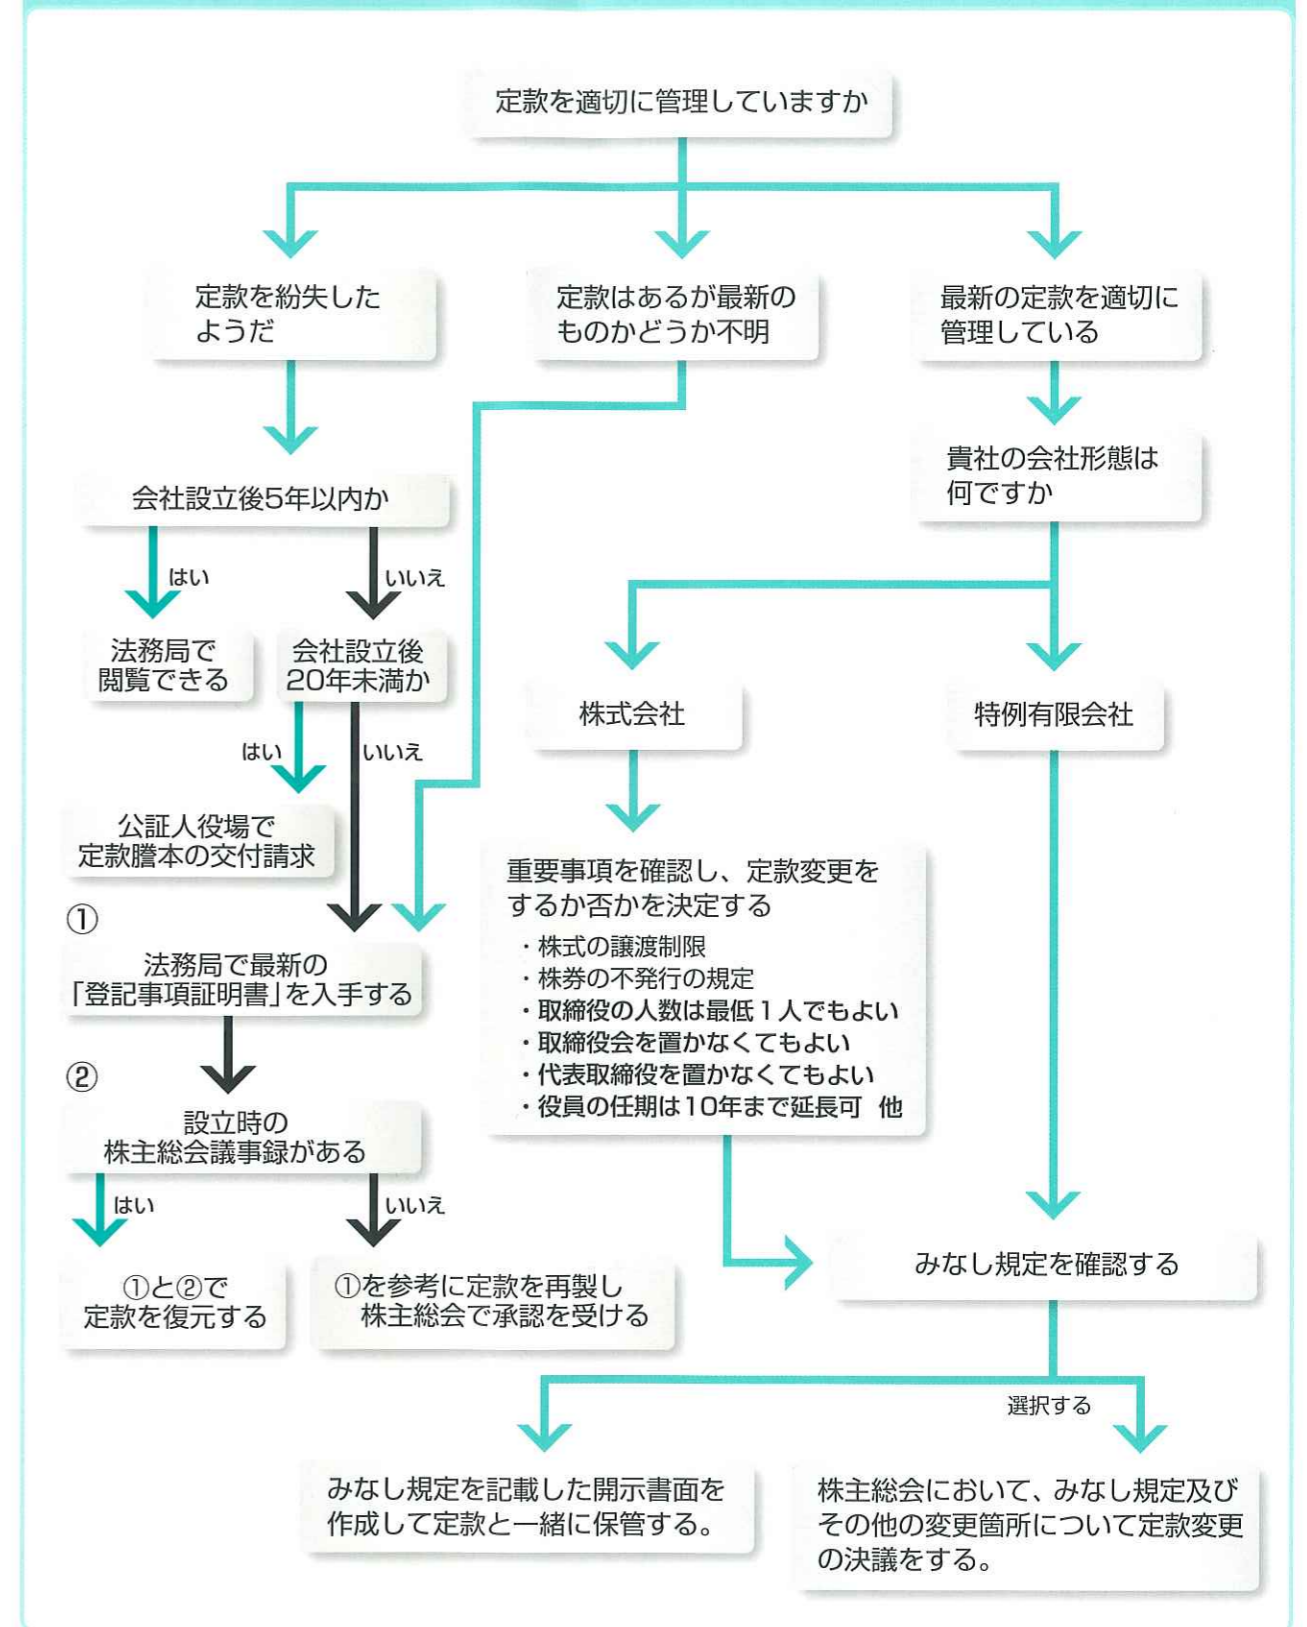 定款を適切に管理していますか
定款を紛失した
ようだ
定款はあるが最新の
ものかどうか不明
最新の定款を適切に
管理している
会社設立後5年以内か
はい
いいえ
法務局で
閲覧できる
会社設立後
20年未満か
はい
いいえ
公証人役場で
定款謄本の交付請求
①
法務局で最新の
「登記事項証明書」を入手する
②
設立時の
株主総会議事録がある
はい
いいえ
①と②で
定款を復元する
①を参考に定款を再製し
株主総会で承認を受ける
貴社の会社形態は
何ですか
株式会社
特例有限会社
重要事項を確認し、定款変更を
するか否かを決定する
・株式の譲渡制限
・株券の不発行の規定
・取締役の人数は最低1人でもよい
・取締役会を置かなくてもよい
・代表取締役を置かなくてもよい
・役員の任期は10年まで延長可 他
みなし規定を確認する
選択する
みなし規定を記載した開示書面を
作成して定款と一緒に保管する。
株主総会において、みなし規定及び
その他の変更箇所について定款変更
の決議をする。